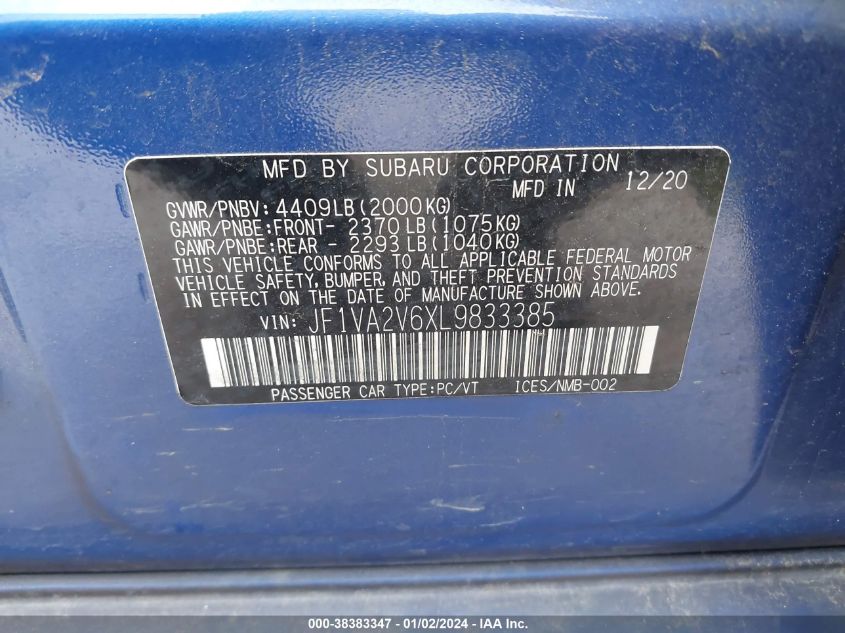 MFD BY SUBARU CORPORATION
MFD IN 12/20
GVWR/PNBV: 4409LB(2000KG)
GAWR/PNBE:FRONT- 2370LB(1075KG)
GAWR/PNBE:REAR - 2293LB(1040KG)
THIS VEHICLE CONFORMS TO ALL APPLICABLE FEDERAL MOTOR
VEHICLE SAFETY, BUMPER, AND THEFT PREVENTION STANDARDS
IN EFFECT ON THE DATE OF MANUFACTURE SHOWN ABOVE.
VIN: JF1VA2V6XL9833385
PASSENGER CAR TYPE:PC/VT ICES/NMB-002
000-38383347 - 01/02/2024 - IAA Inc.